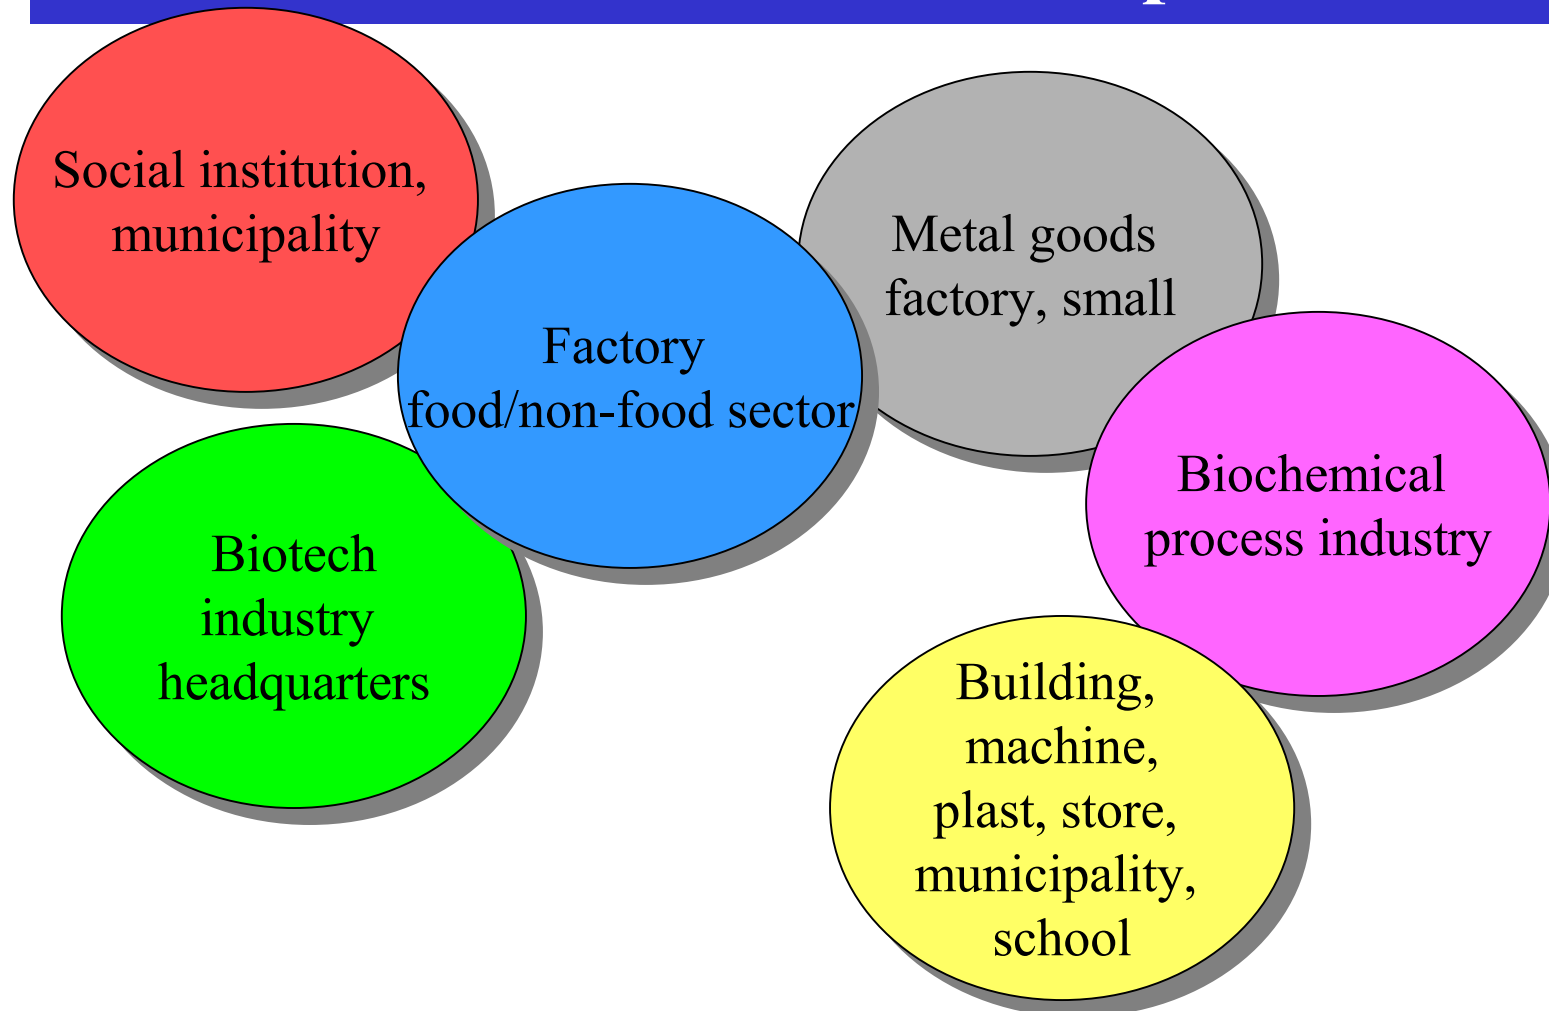 Social institution,
municipality
Metal goods
factory, small
Factory
food/non-food sector
Biochemical
process industry
Biotech
industry
headquarters
Building,
machine,
plast, store,
municipality,
school